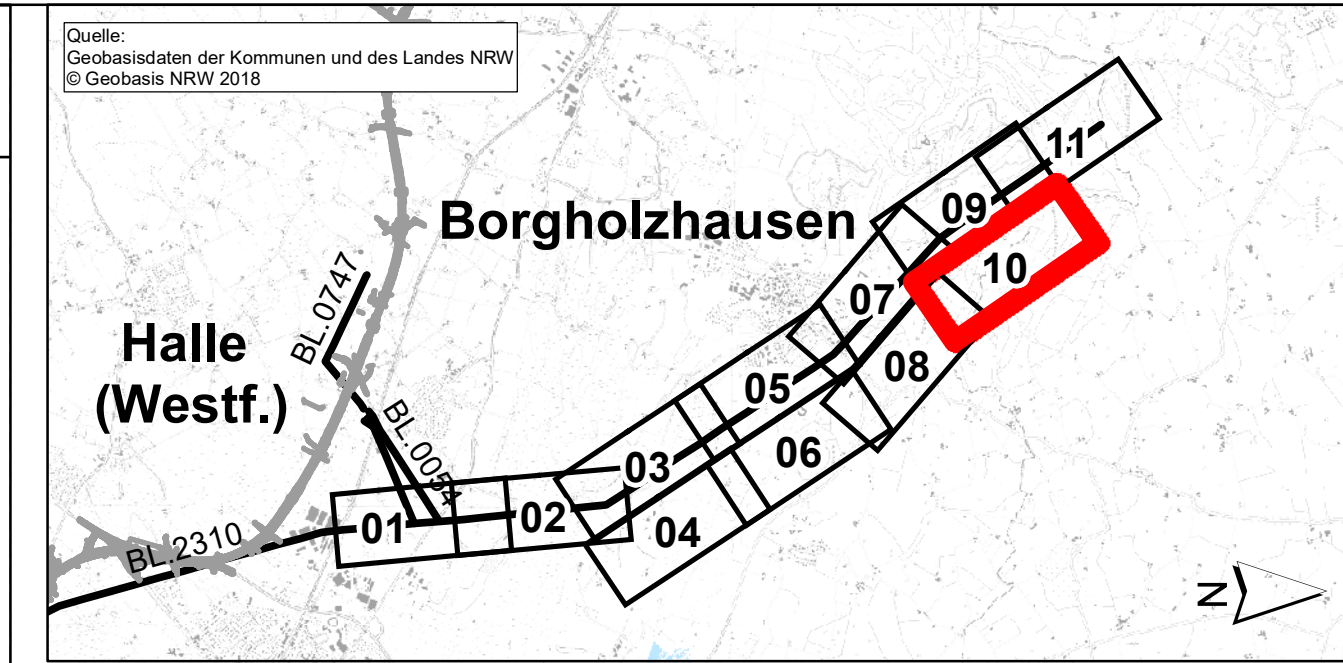 Quelle:
Geobasisdaten der Kommunen und des Landes NRW
© Geobasis NRW 2018
11
09
Borgholzhausen
10
BL.0747
07
Halle
(Westf.)
08
05
BL.0054
06
03
02
01
04
BL.2310
N